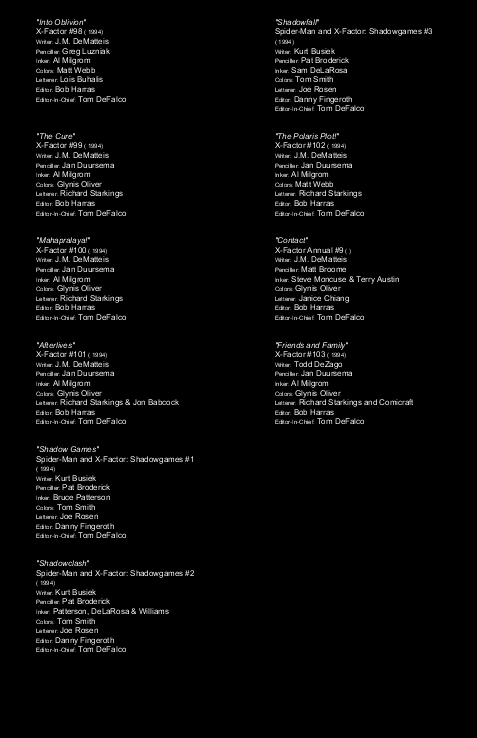 "Into Oblivion"
X-Factor #98 ( 1994)
Writer: J.M. DeMatteis
Penciller: Greg Luzniak
Inker: Al Milgrom
Colors: Matt Webb
Letterer: Lois Buhalis
Editor: Bob Harras
Editor-In-Chief: Tom DeFalco
"The Cure"
X-Factor #99 ( 1994)
Writer: J.M. DeMatteis
Penciller: Jan Duursema
Inker: Al Milgrom
Colors: Glynis Oliver
Letterer: Richard Starkings
Editor: Bob Harras
Editor-In-Chief: Tom DeFalco
"Mahapralaya!"
X-Factor #100 ( 1994)
Writer: J.M. DeMatteis
Penciller: Jan Duursema
Inker: Al Milgrom
Colors: Glynis Oliver
Letterer: Richard Starkings
Editor: Bob Harras
Editor-In-Chief: Tom DeFalco
"Afterlives"
X-Factor #101 ( 1994)
Writer: J.M. DeMatteis
Penciller: Jan Duursema
Inker: Al Milgrom
Colors: Glynis Oliver
Letterer: Richard Starkings & Jon Babcock
Editor: Bob Harras
Editor-In-Chief: Tom DeFalco
"Shadow Games"
Spider-Man and X-Factor: Shadowgames #1
( 1994)
Writer: Kurt Busiek
Penciller: Pat Broderick
Inker: Bruce Patterson
Colors: Tom Smith
Letterer: Joe Rosen
Editor: Danny Fingeroth
Editor-In-Chief: Tom DeFalco
"Shadowclash"
Spider-Man and X-Factor: Shadowgames #2
( 1994)
Writer: Kurt Busiek
Penciller: Pat Broderick
Inker: Patterson, DeLaRosa & Williams
Colors: Tom Smith
Letterer: Joe Rosen
Editor: Danny Fingeroth
Editor-In-Chief: Tom DeFalco
"Shadowfall"
Spider-Man and X-Factor: Shadowgames #3
( 1994)
Writer: Kurt Busiek
Penciller: Pat Broderick
Inker: Sam DeLaRosa
Colors: Tom Smith
Letterer: Joe Rosen
Editor: Danny Fingeroth
Editor-In-Chief: Tom DeFalco
"The Polaris Plot!"
X-Factor #102 ( 1994)
Writer: J.M. DeMatteis
Penciller: Jan Duursema
Inker: Al Milgrom
Colors: Matt Webb
Letterer: Richard Starkings
Editor: Bob Harras
Editor-In-Chief: Tom DeFalco
"Contact"
X-Factor Annual #9 ( )
Writer: J.M. DeMatteis
Penciller: Matt Broome
Inker: Steve Moncuse & Terry Austin
Colors: Glynis Oliver
Letterer: Janice Chiang
Editor: Bob Harras
Editor-In-Chief: Tom DeFalco
"Friends and Family"
X-Factor #103 ( 1994)
Writer: Todd DeZago
Penciller: Jan Duursema
Inker: Al Milgrom
Colors: Glynis Oliver
Letterer: Richard Starkings and Comicraft
Editor: Bob Harras
Editor-In-Chief: Tom DeFalco